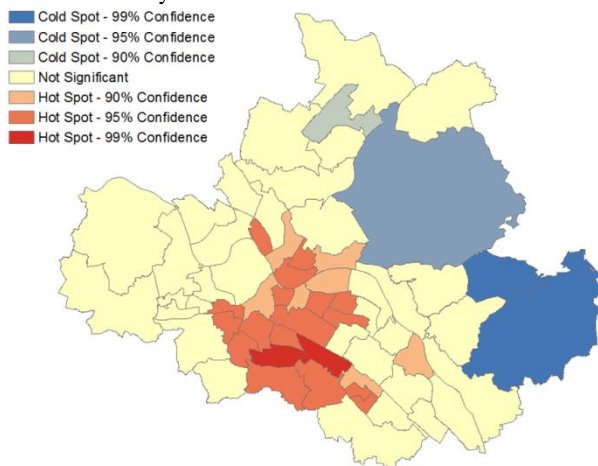 Cold Spot - 99% Confidence
Cold Spot - 95% Confidence
Cold Spot - 90% Confidence
Not Significant
Hot Spot - 90% Confidence
Hot Spot - 95% Confidence
Hot Spot - 99% Confidence